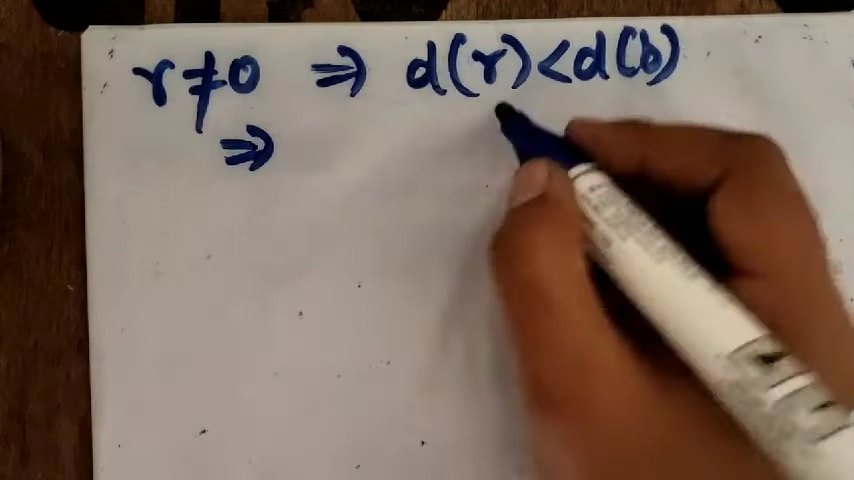 r ≠ 0 ⇒ d(r) < d(b)
⇒